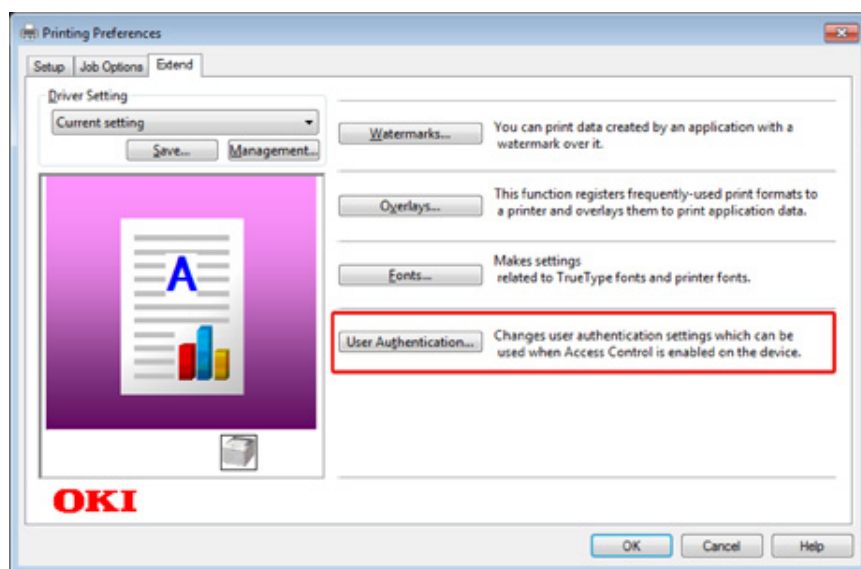 Printing Preferences
Setup Job Options Extend
Driver Setting
Current setting
Save... Management...
Watermarks... You can print data created by an application with a
watermark over it.
Overlays... This function registers frequently-used print formats to
a printer and overlays them to print application data.
Fonts... Makes settings
related to TrueType fonts and printer fonts.
User Authentication... Changes user authentication settings which can be
used when Access Control is enabled on the device.
A
OKI
OK Cancel Help